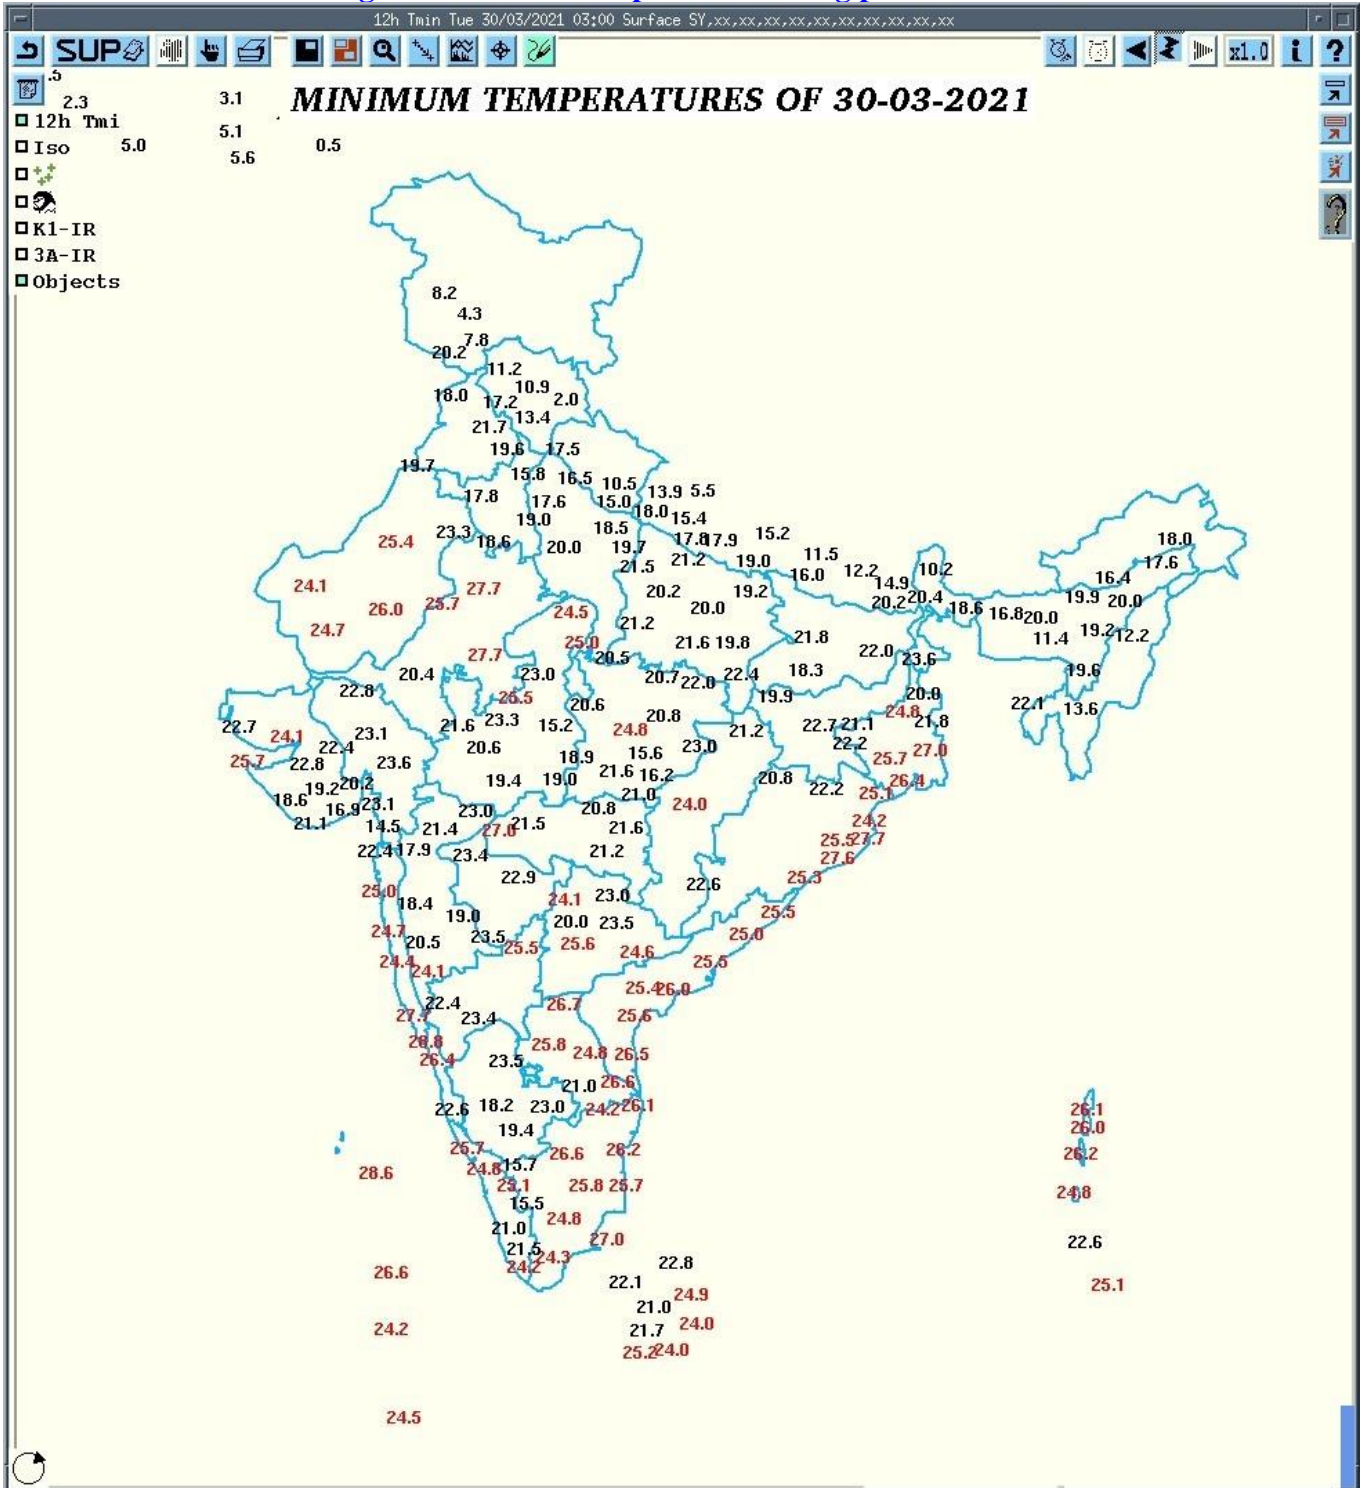 12h Tmin Tue 30/03/2021 03:00 Surface SY,xx,xx,xx,xx,xx,xx,xx,xx,xx
SUP
x1.0 i ?
.5
2.3 3.1
MINIMUM TEMPERATURES OF 30-03-2021
12h Tmi
5.1
Iso 5.0 0.5
5.6
K1-IR
3A-IR
Objects
8.2
4.3
7.8
20.2
11.2
10.9
18.0 17.2 2.0
13.4
21.7
19.6 17.5
19.7
15.8 16.5 10.5
17.8 13.9 5.5
17.6 15.0
18.0 15.4
19.0 18.5
23.3 17.8 17.9 15.2 18.0
25.4 18.6 20.0 19.7
21.5 21.2 19.0 11.5 17.6
16.0 12.2 10.2 16.4
24.1 27.7 14.9
20.2 19.2 20.4 19.9
26.0 25.7 24.5 20.0 20.2 18.6 16.8 20.0 20.0
24.7 21.2 19.2
25.0 21.6 19.8 21.8 11.4 12.2
27.7 20.5 22.0 23.6
20.4 23.0 20.7 22.0 22.4 18.3 19.6
22.8 25.5 19.9 20.8
20.6 24.8 22.1 13.6
22.7 21.6 23.3 15.2 20.8 22.7 21.1 21.8
24.1 23.1 24.8 21.2
22.4 20.6 23.0 22.2 27.0
25.7 22.8 23.6 18.9 15.6 25.7
19.2 20.2 19.4 19.0 21.6 16.2 20.8 26.4
18.6 21.0 22.2 25.1
16.9 23.1 23.0 20.8 24.0
21.1 14.5 21.4 27.0 21.5 21.6 24.2
25.5 27.7
22.4 17.9 23.4 21.2 27.6
25.0 22.9 22.6 25.3
18.4 24.1 23.0
19.0 20.0 23.5 25.5
24.7 20.5 23.5 25.5 25.6 25.0
24.4 24.1 24.6 25.5
25.4 26.0
22.4 26.7
27.7 23.4 25.6
28.8 25.8
26.4 23.5 24.8 26.5
21.0 26.6
22.6 18.2 23.0 24.2 26.1 26.1
19.4 26.0
25.7 26.6 26.2 26.2
28.6 24.8 15.7
25.1 25.8 25.7 24.8
15.5
24.8
21.0
27.0 22.6
21.5 24.3
24.2 22.8
26.6 22.1 25.1
24.9
21.0
24.2 21.7 24.0
25.2 24.0
24.5